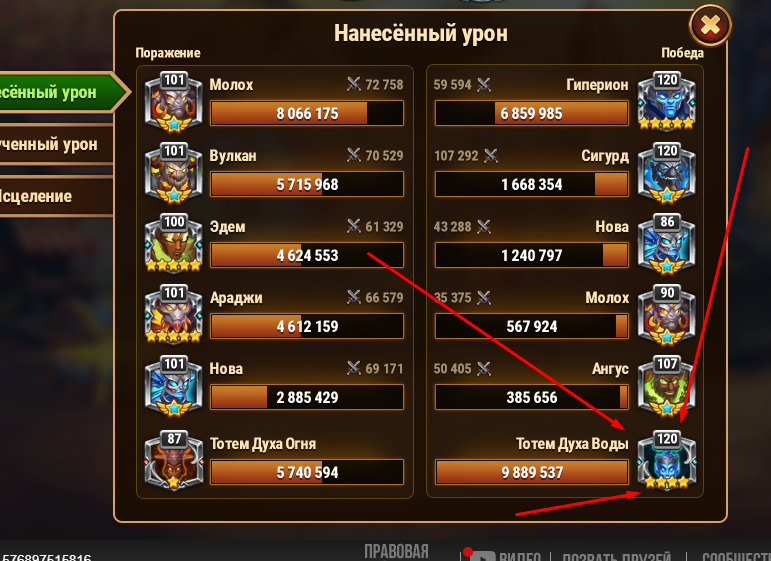 Нанесённый урон
Поражение
Победа
есённый урон
ученный урон
Исцеление
101 Молох 72 758
8 066 175
101 Вулкан 70 529
5 715 968
100 Эдем 61 329
4 624 553
101 Араджи 66 579
4 612 159
101 Нова 69 171
2 885 429
87 Тотем Духа Огня
5 740 594
59 594 Гиперион 120
6 859 985
107 292 Сигурд 120
1 668 354
43 288 Нова 86
1 240 797
35 375 Молох 90
567 924
50 405 Ангус 107
385 656
Тотем Духа Воды 120
9 889 537
576897515816
ПРАВОВАЯ
ВИДЕО
ПОЗВАТЬ ДРУЗЕЙ
СООБЩЕСТ